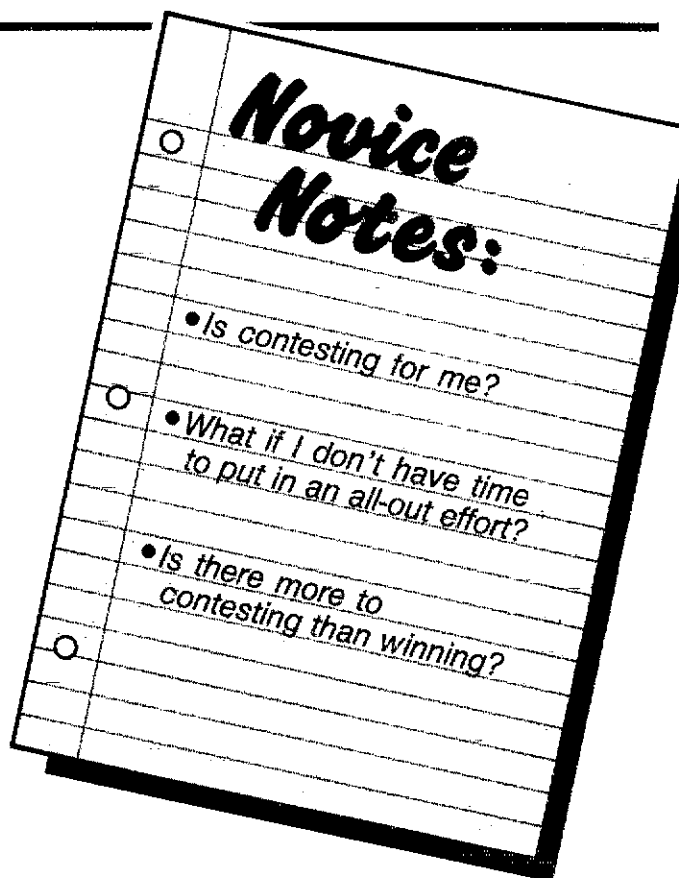 Novice
Notes:
•Is contesting for me?
•What if I don't have time
to put in an all-out effort?
•Is there more to
contesting than winning?